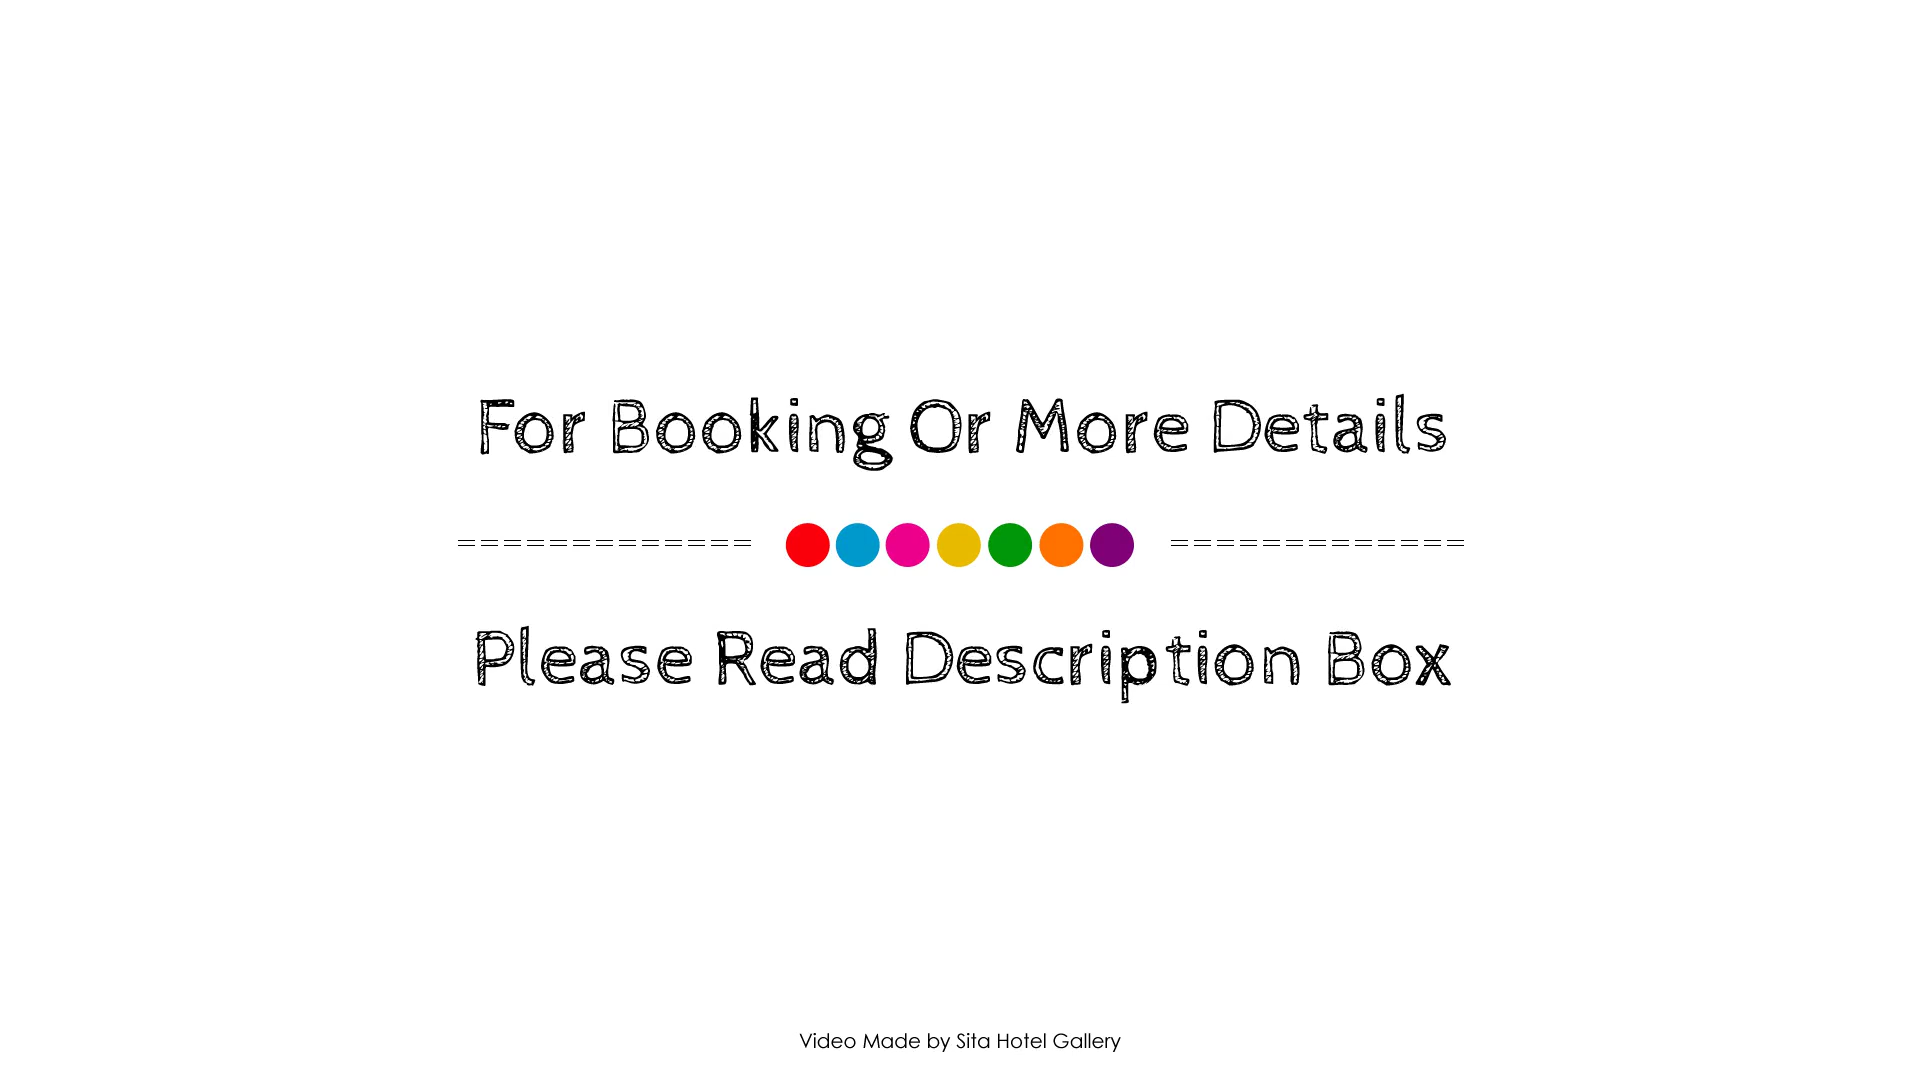 For Booking Or More Details
============= =============
Please Read Description Box
Video Made by Sita Hotel Gallery